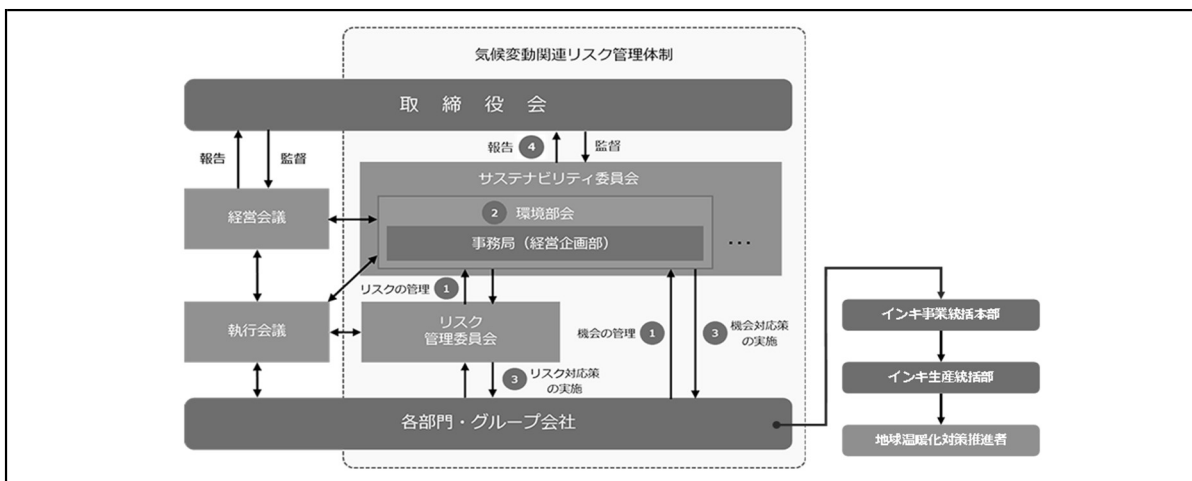 気候変動関連リスク管理体制
取締役会
報告
監督
報告 4
監督
サステナビリティ委員会
経営会議
2 環境部会
事務局（経営企画部）
…
リスクの管理 1
執行会議
リスク
管理委員会
機会の管理 1
3 機会対応策
の実施
3 リスク対応策
の実施
各部門・グループ会社
インキ事業統括本部
インキ生産統括部
地球温暖化対策推進者